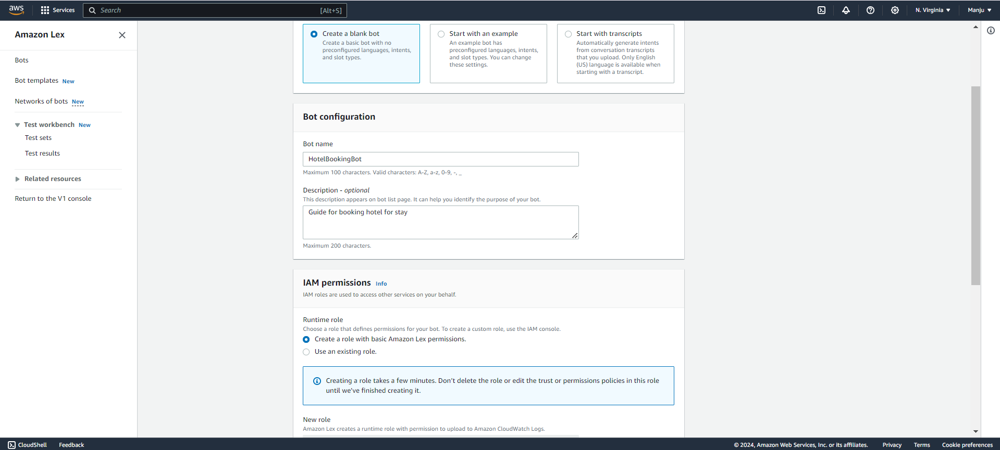 aws
Services
Search
[Alt+S]
N. Virginia
Manju
Amazon Lex
Bots
Bot templates New
Networks of bots New
Test workbench New
Test sets
Test results
Related resources
Return to the V1 console
Create a blank bot
Create a basic bot with no
preconfigured languages, intents,
and slot types.
Start with an example
An example bot has
preconfigured languages, intents,
and slot types. You can change
these settings.
Start with transcripts
Automatically generate intents
from conversation transcripts
that you upload. Only English
(US) language is available when
starting with a transcript.
Bot configuration
Bot name
HotelBookingBot
Maximum 100 characters. Valid characters: A-Z, a-z, 0-9, -, _
Description - optional
This description appears on bot list page. It can help you identify the purpose of your bot.
Guide for booking hotel for stay
Maximum 200 characters.
IAM permissions Info
IAM roles are used to access other services on your behalf.
Runtime role
Choose a role that defines permissions for your bot. To create a custom role, use the IAM console.
Create a role with basic Amazon Lex permissions.
Use an existing role.
Creating a role takes a few minutes. Don’t delete the role or edit the trust or permissions policies in this role
until we’ve finished creating it.
New role
Amazon Lex creates a runtime role with permission to upload to Amazon CloudWatch Logs.
CloudShell
Feedback
© 2024, Amazon Web Services, Inc. or its affiliates.
Privacy
Terms
Cookie preferences